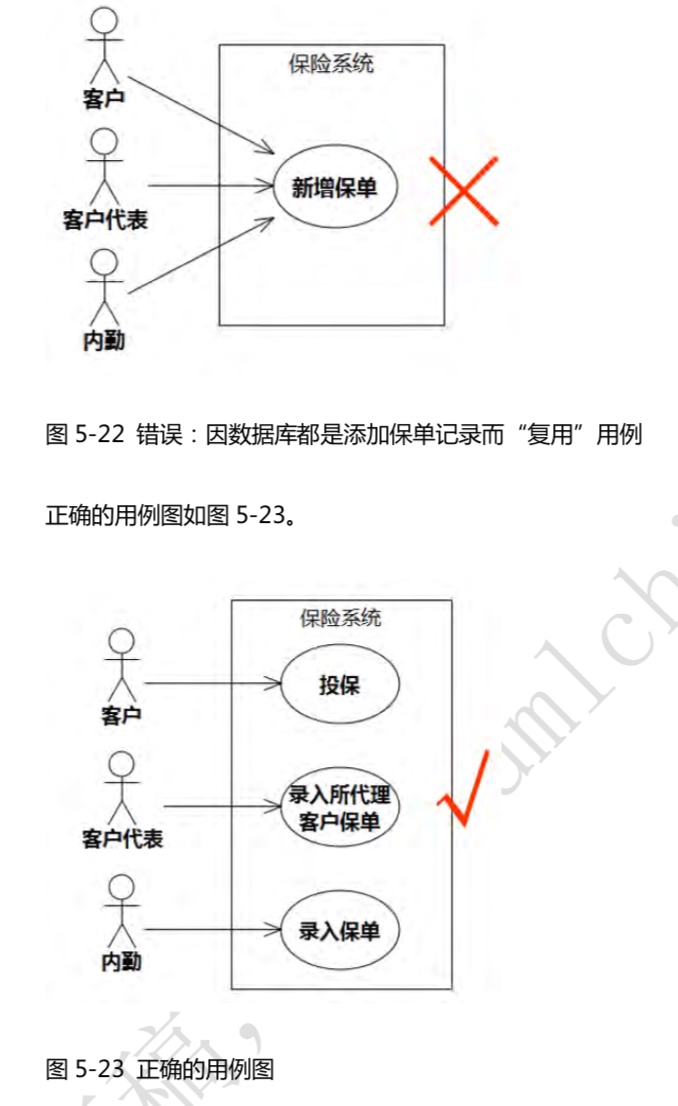 保险系统
客户
新增保单
客户代表
内勤
图 5-22 错误：因数据库都是添加保单记录而“复用”用例
正确的用例图如图 5-23。
保险系统
投保
客户
录入所代理
客户保单
客户代表
录入保单
内勤
图 5-23 正确的用例图
umlchi
稿，